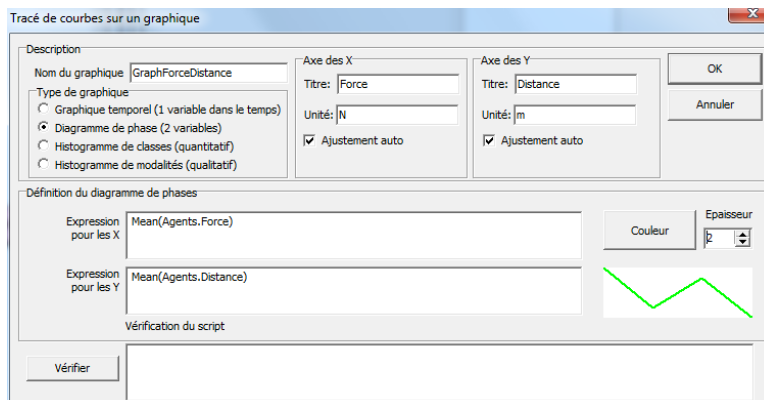 Tracé de courbes sur un graphique
Description
Nom du graphique GraphForceDistance
Type de graphique
Graphique temporel (1 variable dans le temps)
Diagramme de phase (2 variables)
Histogramme de classes (quantitatif)
Histogramme de modalités (qualitatif)
Axe des X
Titre: Force
Unité: N
Ajustement auto
Axe des Y
Titre: Distance
Unité: m
Ajustement auto
OK
Annuler
Définition du diagramme de phases
Expression
pour les X
Mean(Agents.Force)
Expression
pour les Y
Mean(Agents.Distance)
Couleur
Epaisseur
2
Vérification du script
Vérifier